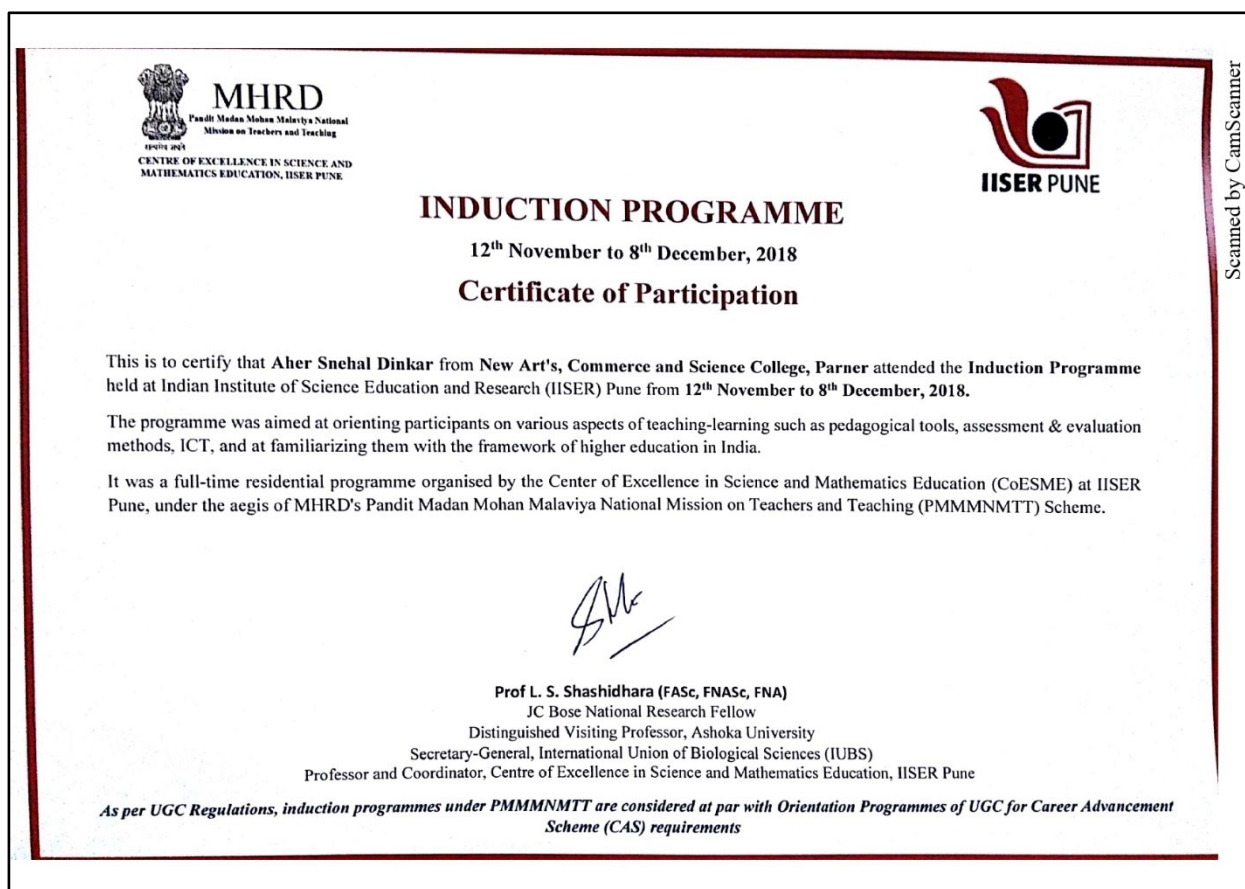 MHRD
Pandit Madan Mohan Malaviya National
Mission on Teachers and Teaching
सत्यमेव जयते
CENTRE OF EXCELLENCE IN SCIENCE AND
MATHEMATICS EDUCATION, IISER PUNE
IISER PUNE
INDUCTION PROGRAMME
12th November to 8th December, 2018
Certificate of Participation
This is to certify that Aher Snehal Dinkar from New Art's, Commerce and Science College, Parner attended the Induction Programme
held at Indian Institute of Science Education and Research (IISER) Pune from 12th November to 8th December, 2018.
The programme was aimed at orienting participants on various aspects of teaching-learning such as pedagogical tools, assessment & evaluation
methods, ICT, and at familiarizing them with the framework of higher education in India.
It was a full-time residential programme organised by the Center of Excellence in Science and Mathematics Education (CoESME) at IISER
Pune, under the aegis of MHRD's Pandit Madan Mohan Malaviya National Mission on Teachers and Teaching (PMMMNMTT) Scheme.
Prof L. S. Shashidhara (FASc, FNASc, FNA)
JC Bose National Research Fellow
Distinguished Visiting Professor, Ashoka University
Secretary-General, International Union of Biological Sciences (IUBS)
Professor and Coordinator, Centre of Excellence in Science and Mathematics Education, IISER Pune
As per UGC Regulations, induction programmes under PMMMNMTT are considered at par with Orientation Programmes of UGC for Career Advancement
Scheme (CAS) requirements
Scanned by CamScanner